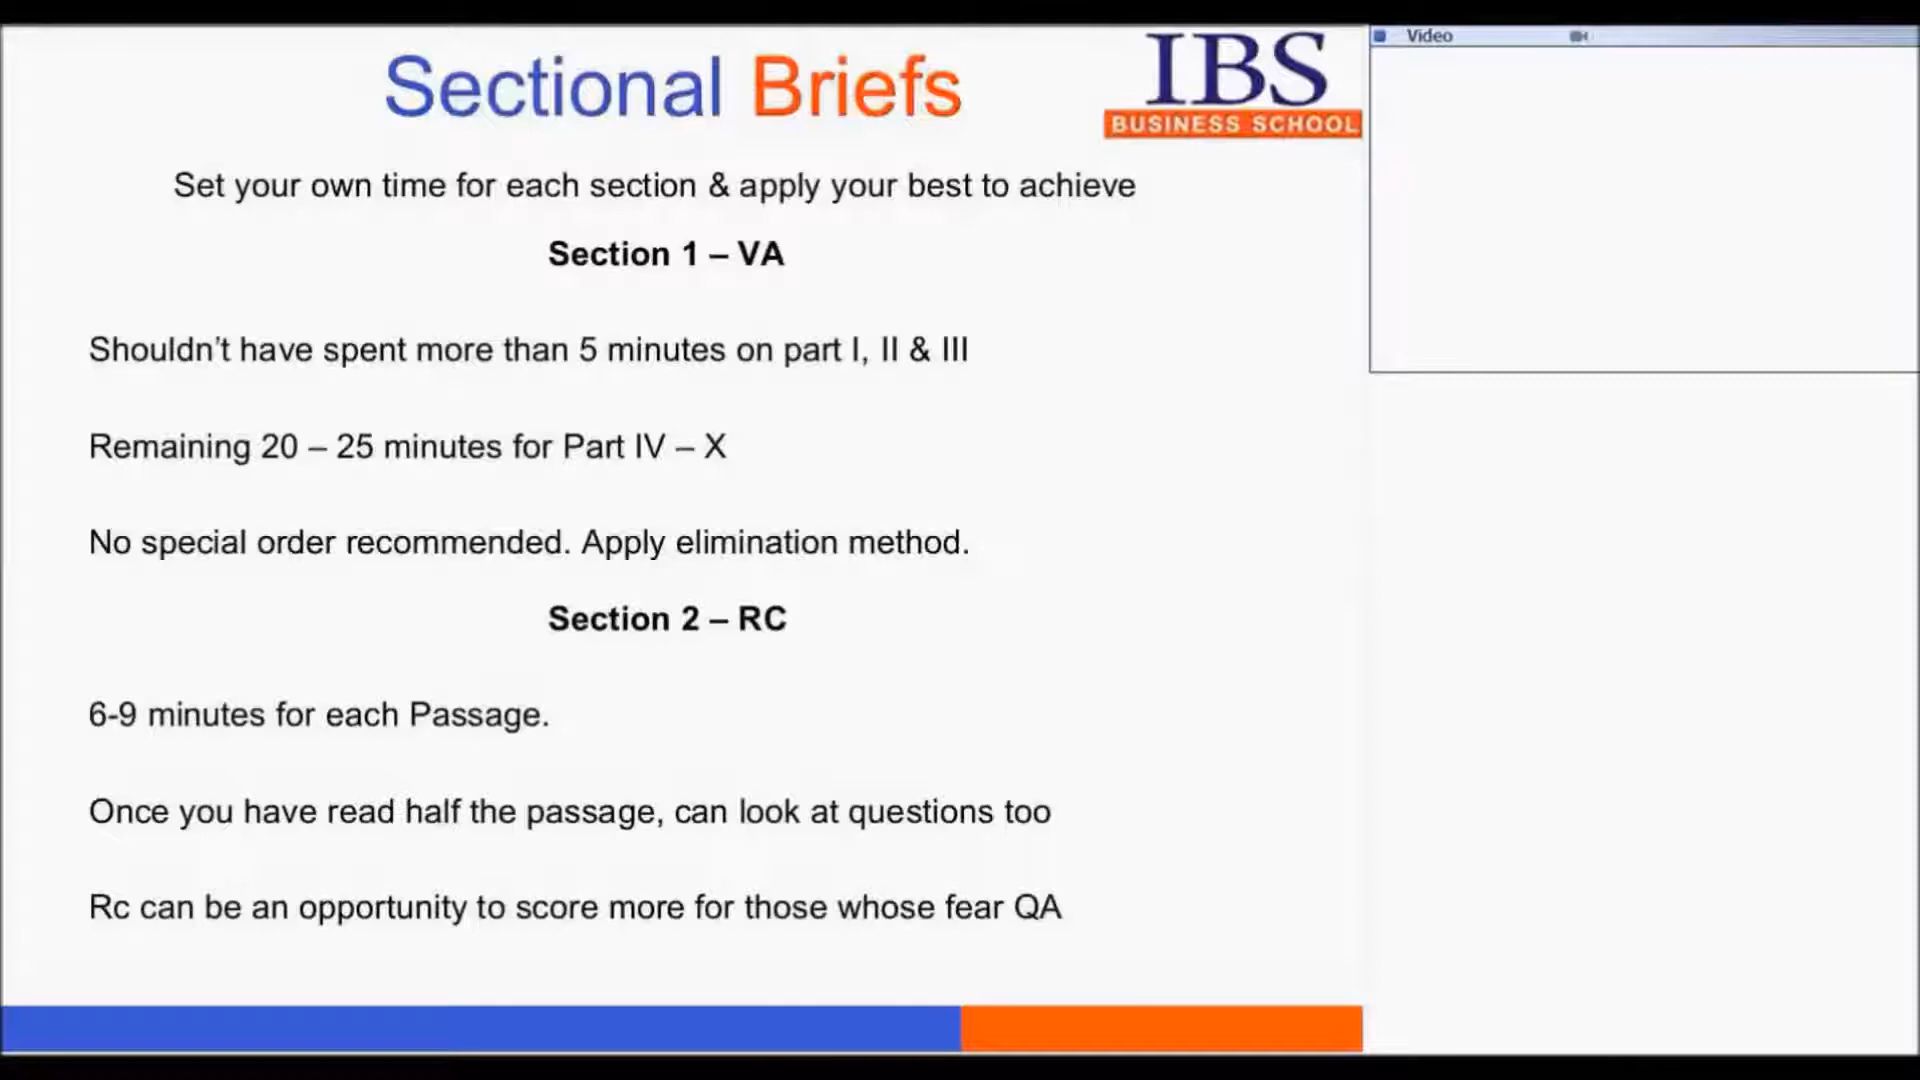 Sectional Briefs
IBS
BUSINESS SCHOOL
Video
Set your own time for each section & apply your best to achieve
Section 1 – VA
Shouldn't have spent more than 5 minutes on part I, II & III
Remaining 20 – 25 minutes for Part IV – X
No special order recommended. Apply elimination method.
Section 2 – RC
6-9 minutes for each Passage.
Once you have read half the passage, can look at questions too
Rc can be an opportunity to score more for those whose fear QA